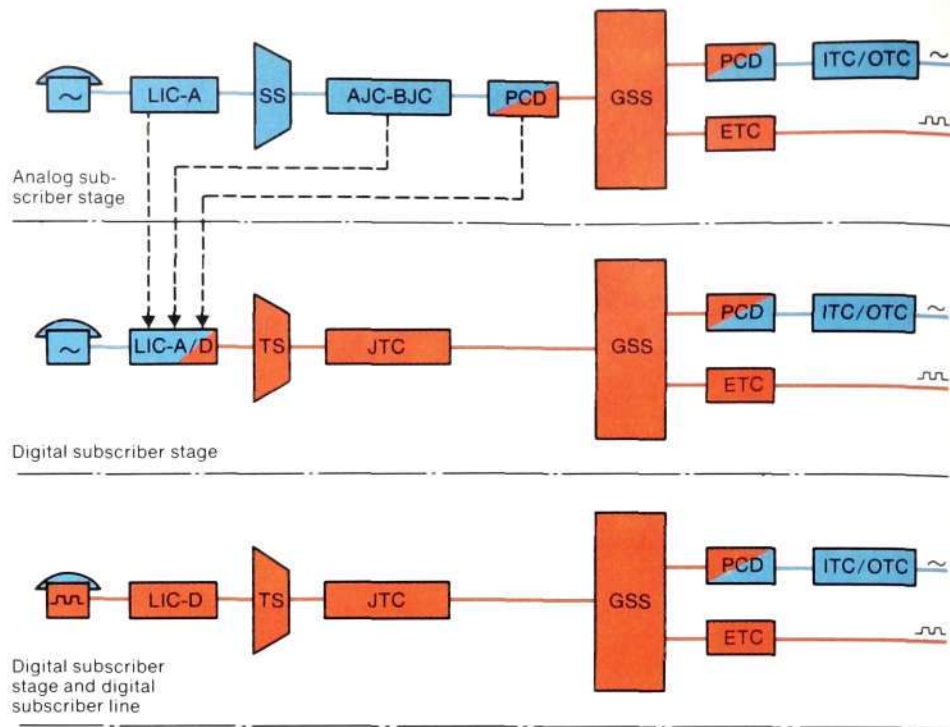 LIC-A
SS
AJC-BJC
PCD
GSS
PCD
ITC/OTC
ETC
Analog sub-
scriber stage
LIC-A/D
TS
JTC
GSS
PCD
ITC/OTC
ETC
Digital subscriber stage
LIC-D
TS
JTC
GSS
PCD
ITC/OTC
ETC
Digital subscriber
stage and digital
subscriber line